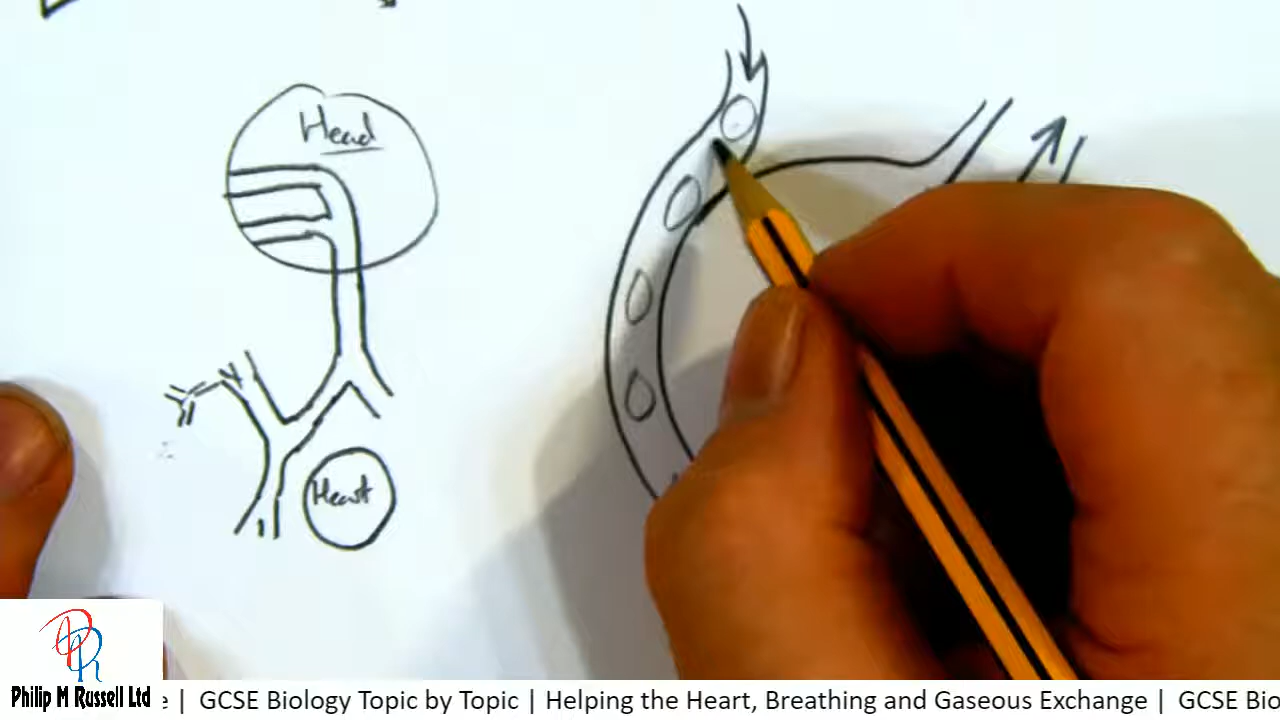 Head
Heart
Philip M Russell Ltd
e | GCSE Biology Topic by Topic | Helping the Heart, Breathing and Gaseous Exchange | GCSE Bio